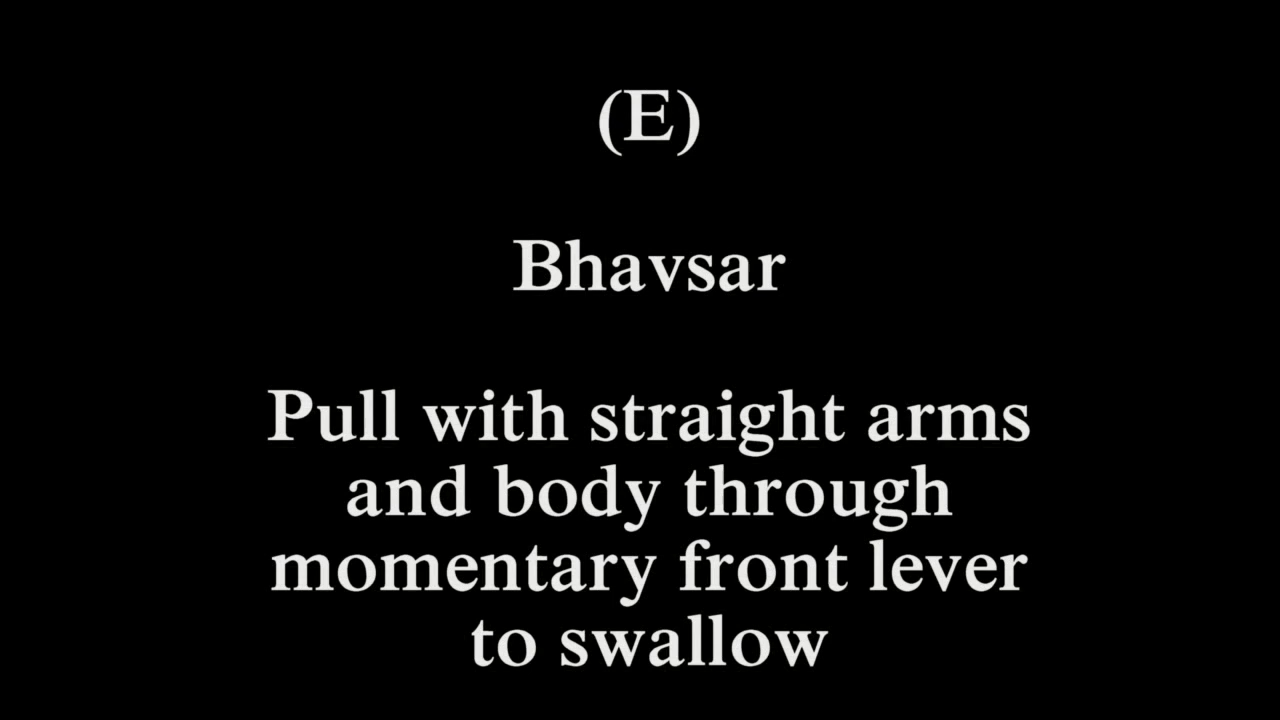 (E)
Bhavsar
Pull with straight arms
and body through
momentary front lever
to swallow